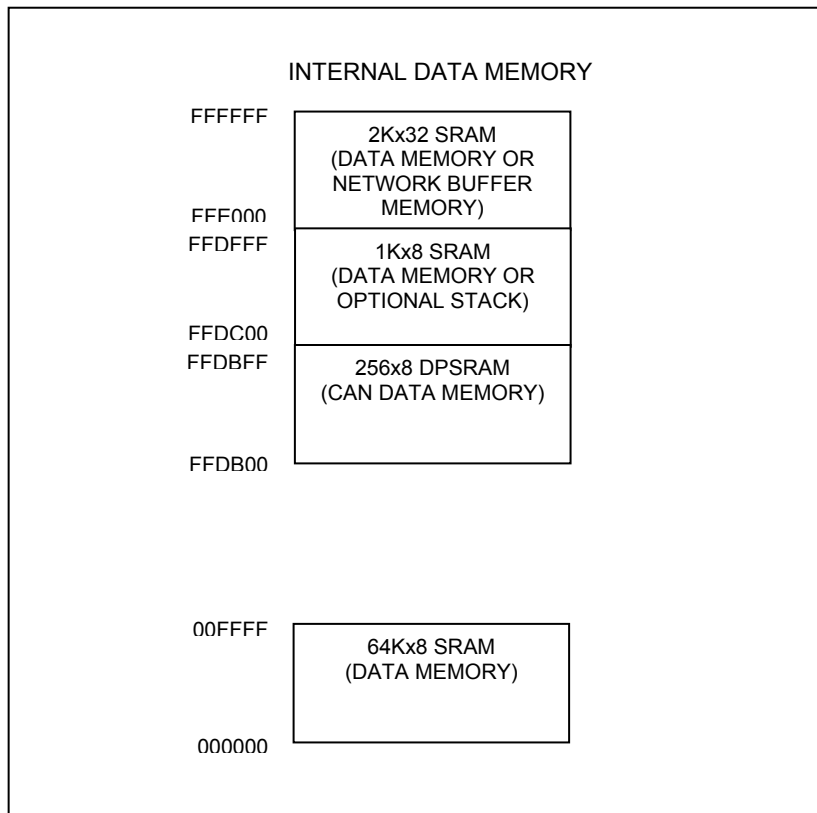 INTERNAL DATA MEMORY
FFFFFF
2Kx32 SRAM
(DATA MEMORY OR
NETWORK BUFFER
MEMORY)
FFE000
FFDFFF
1Kx8 SRAM
(DATA MEMORY OR
OPTIONAL STACK)
FFDC00
FFDBFF
256x8 DPSRAM
(CAN DATA MEMORY)
FFDB00
00FFFF
64Kx8 SRAM
(DATA MEMORY)
000000